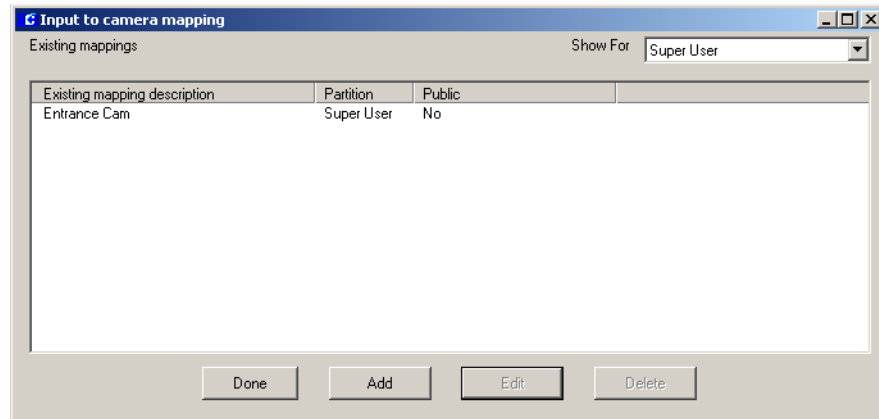 Input to camera mapping
Existing mappings Show For Super User
Existing mapping description Partition Public
Entrance Cam Super User No
Done Add Edit Delete